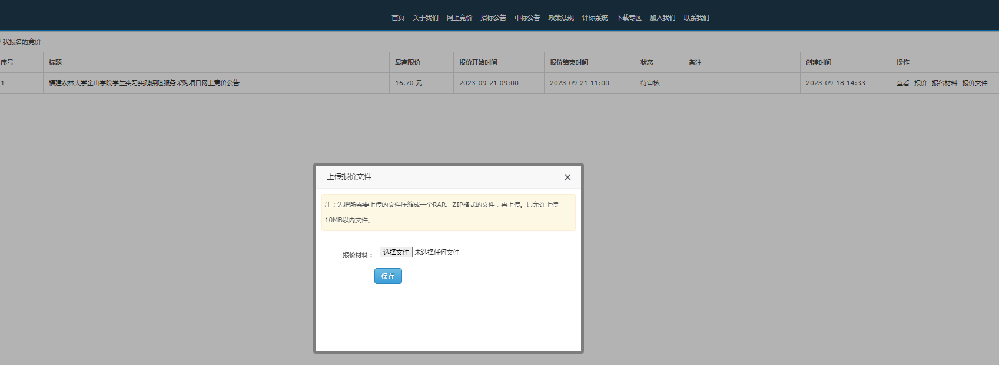 首页 关于我们 网上竞价 招标公告 中标公告 政策法规 评标系统 下载专区 加入我们 联系我们
我报名的竞价
序号 标题 最高限价 报价开始时间 报价结束时间 状态 备注 创建时间 操作
1 福建农林大学金山学院学生实习实践保险服务采购项目网上竞价公告 16.70 元 2023-09-21 09:00 2023-09-21 11:00 待审核 2023-09-18 14:33 查看 报价 报名材料 报价文件
上传报价文件 ×
注：先把所需要上传的文件压缩成一个RAR、ZIP格式的文件，再上传。只允许上传
10MB以内文件。
报价材料： 选择文件 未选择任何文件
保存